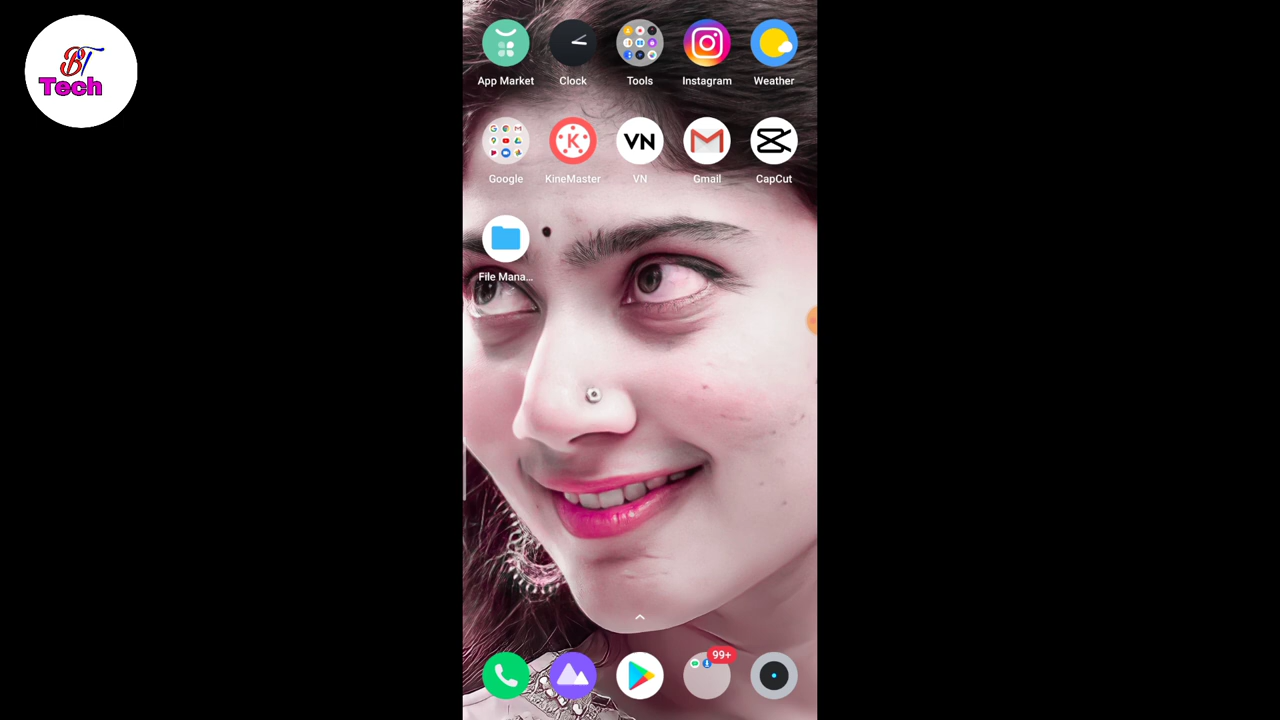 BT
Tech
App Market
Clock
Tools
Instagram
Weather
Google
K
KineMaster
VN
VN
Gmail
CapCut
File Mana...
99+